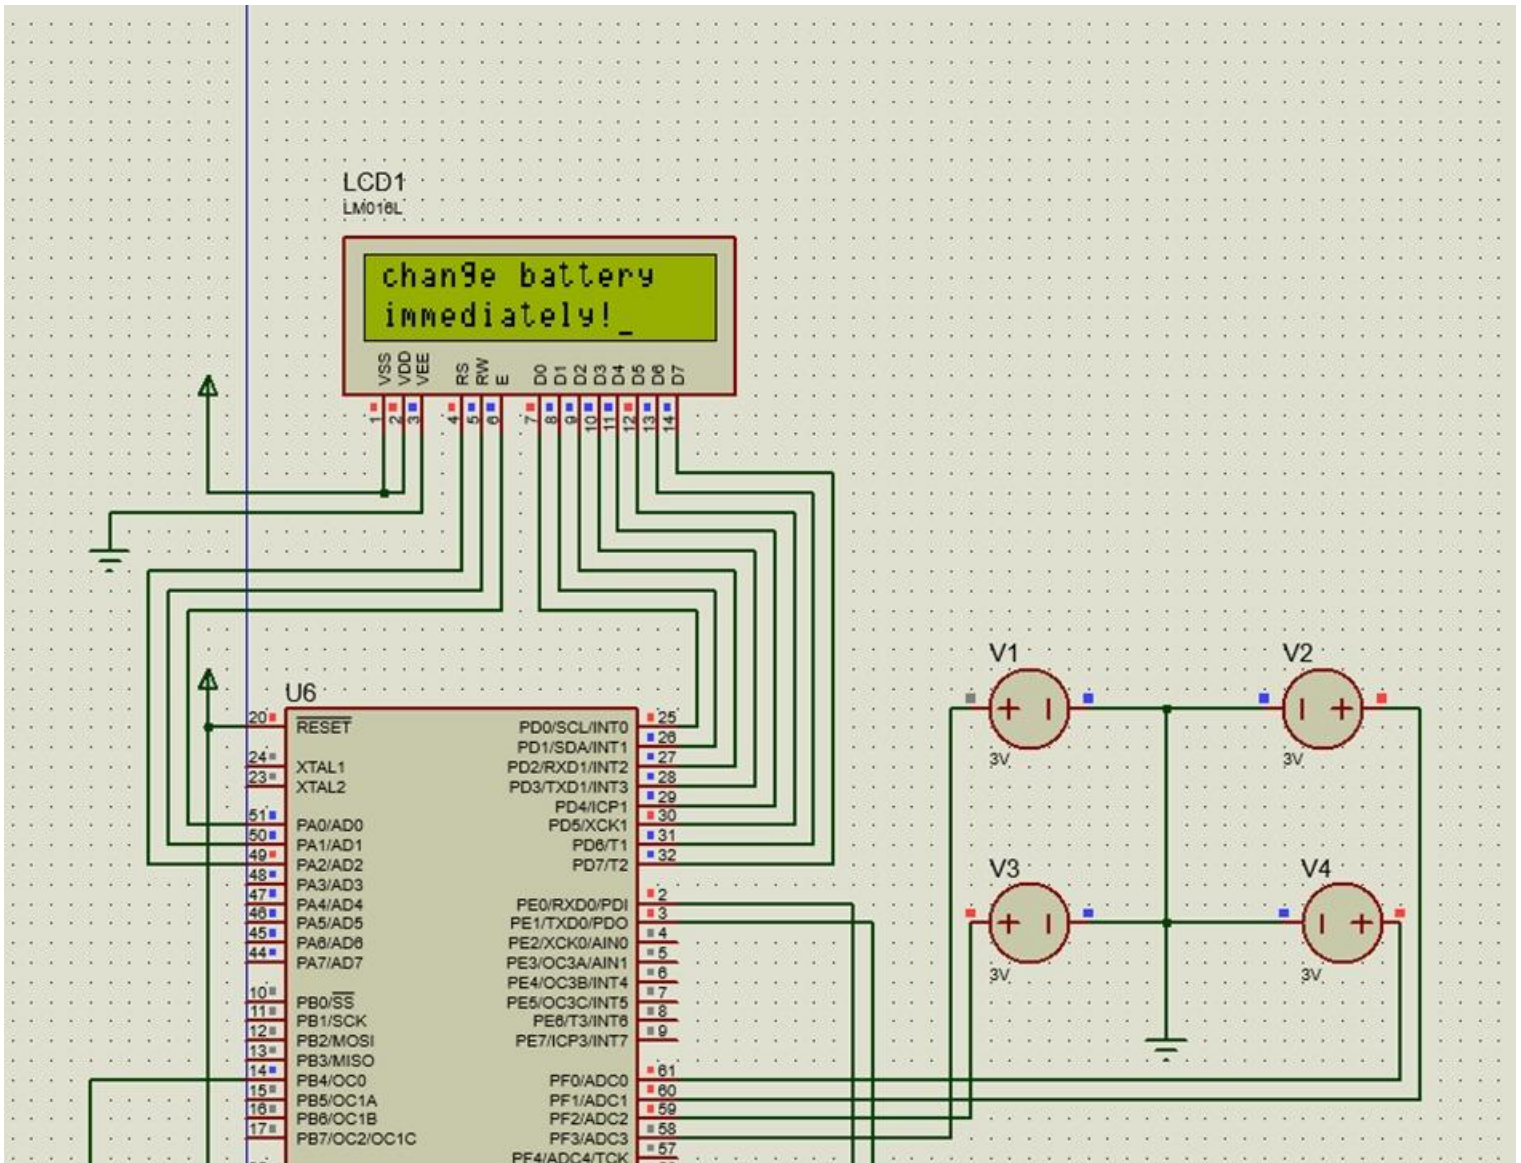 LCD1
LM016L
change battery
immediately!_
VSS
VDD
VEE
RS
RW
E
D0
D1
D2
D3
D4
D5
D6
D7
1
2
3
4
5
6
7
8
9
10
11
12
13
14
U6
20
RESET
24
XTAL1
23
XTAL2
51
PA0/AD0
50
PA1/AD1
49
PA2/AD2
48
PA3/AD3
47
PA4/AD4
46
PA5/AD5
45
PA6/AD6
44
PA7/AD7
10
PB0/SS
11
PB1/SCK
12
PB2/MOSI
13
PB3/MISO
14
PB4/OC0
15
PB5/OC1A
16
PB6/OC1B
17
PB7/OC2/OC1C
PD0/SCL/INT0
25
PD1/SDA/INT1
26
PD2/RXD1/INT2
27
PD3/TXD1/INT3
28
PD4/ICP1
29
PD5/XCK1
30
PD6/T1
31
PD7/T2
32
PE0/RXD0/PDI
2
PE1/TXD0/PDO
3
PE2/XCK0/AIN0
4
PE3/OC3A/AIN1
5
PE4/OC3B/INT4
6
PE5/OC3C/INT5
7
PE6/T3/INT6
8
PE7/ICP3/INT7
9
PF0/ADC0
61
PF1/ADC1
60
PF2/ADC2
59
PF3/ADC3
58
PF4/ADC4/TCK
57
V1
3V
V2
3V
V3
3V
V4
3V